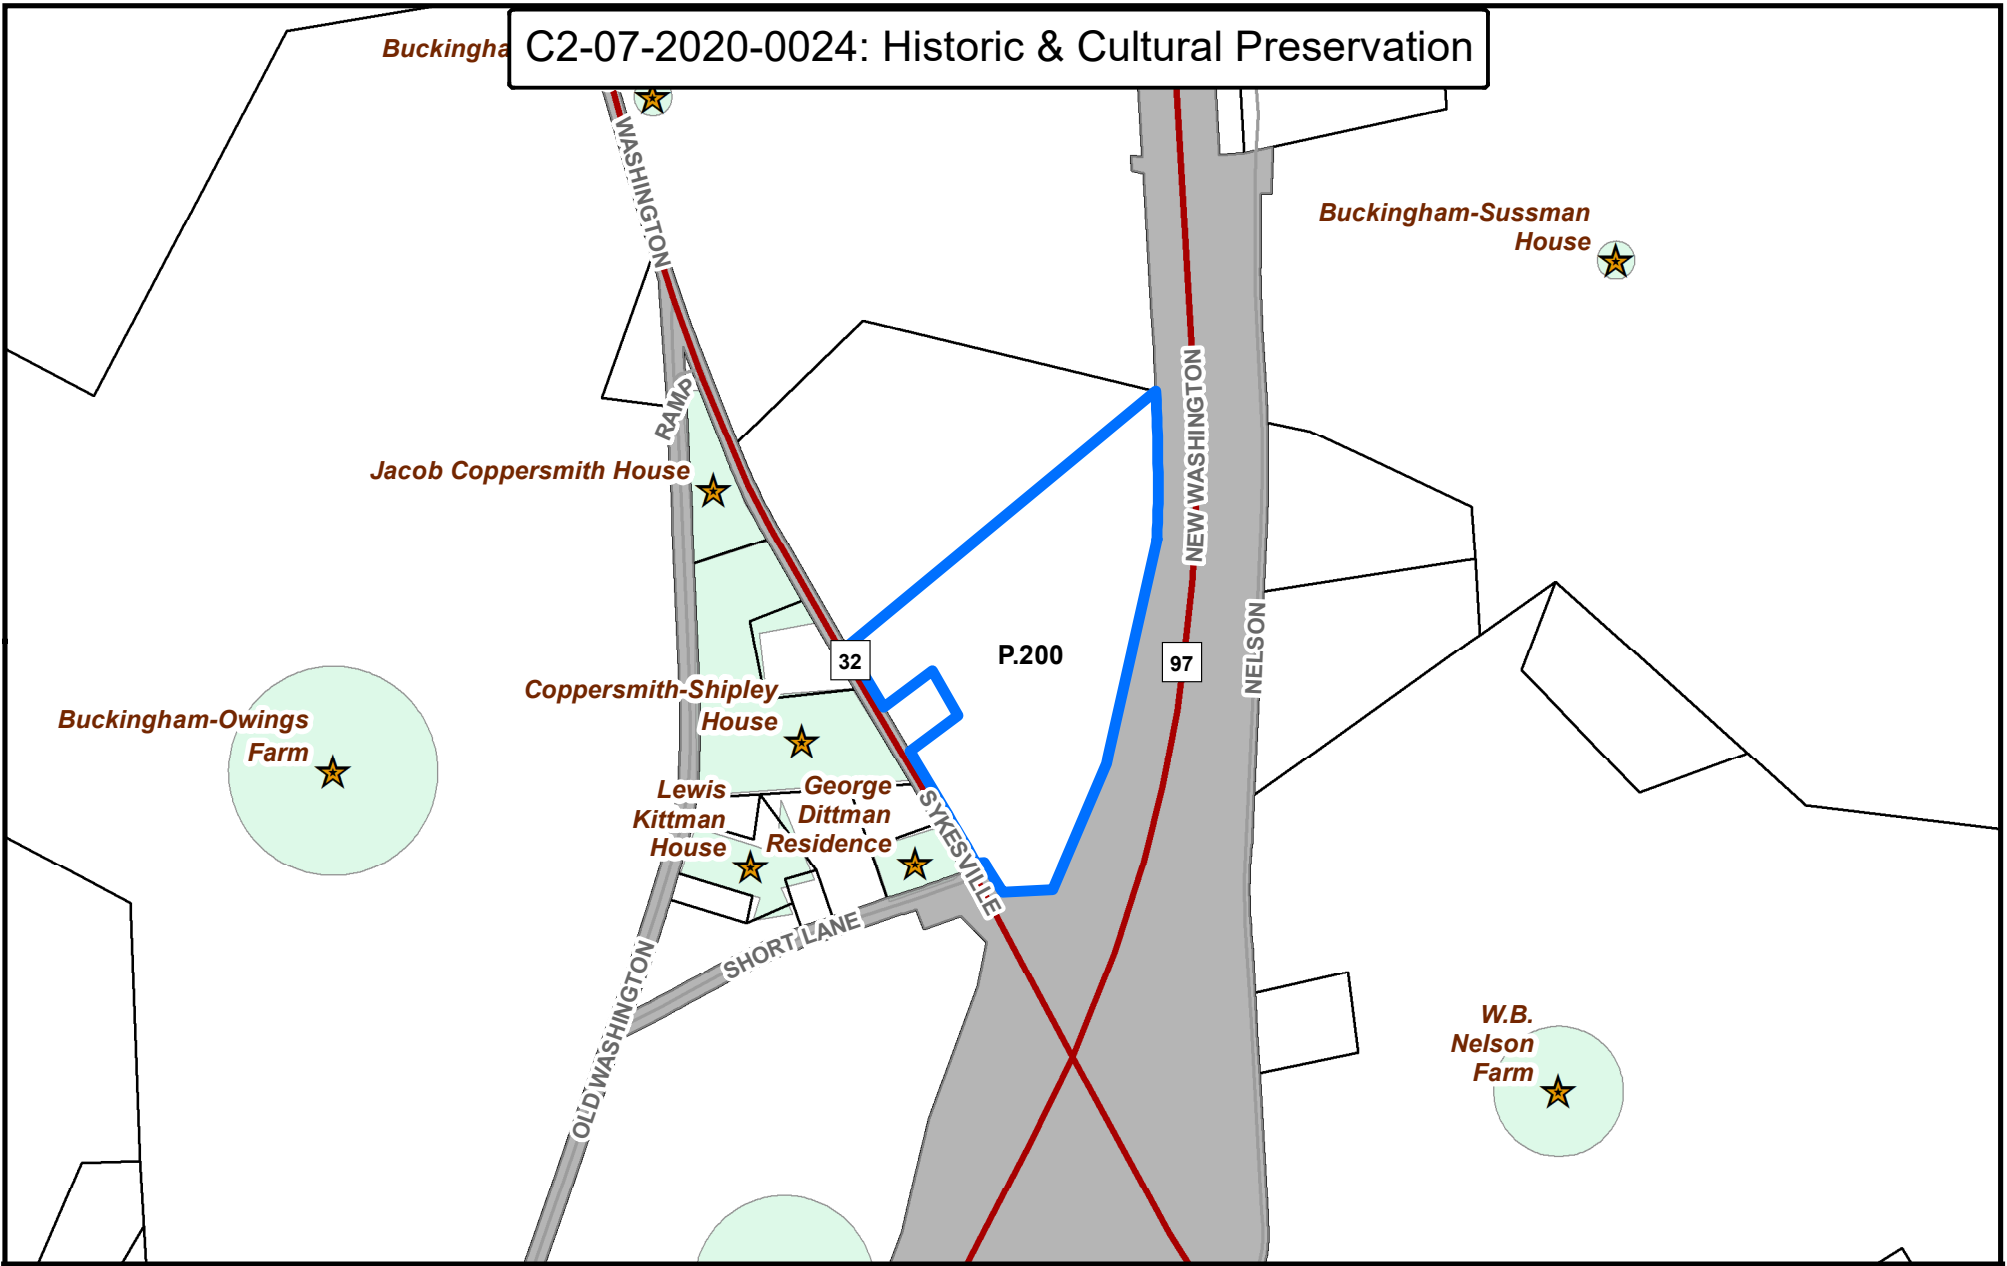 C2-07-2020-0024: Historic & Cultural Preservation
Buckingha
WASHINGTON
Buckingham-Sussman
House
RAMP
NEW WASHINGTON
Jacob Coppersmith House
32
P.200
97
NELSON
Coppersmith-Shipley
House
Buckingham-Owings
Farm
Lewis
Kittman
House
George
Dittman
Residence
SYKESVILLE
SHORT LANE
OLD WASHINGTON
W.B.
Nelson
Farm